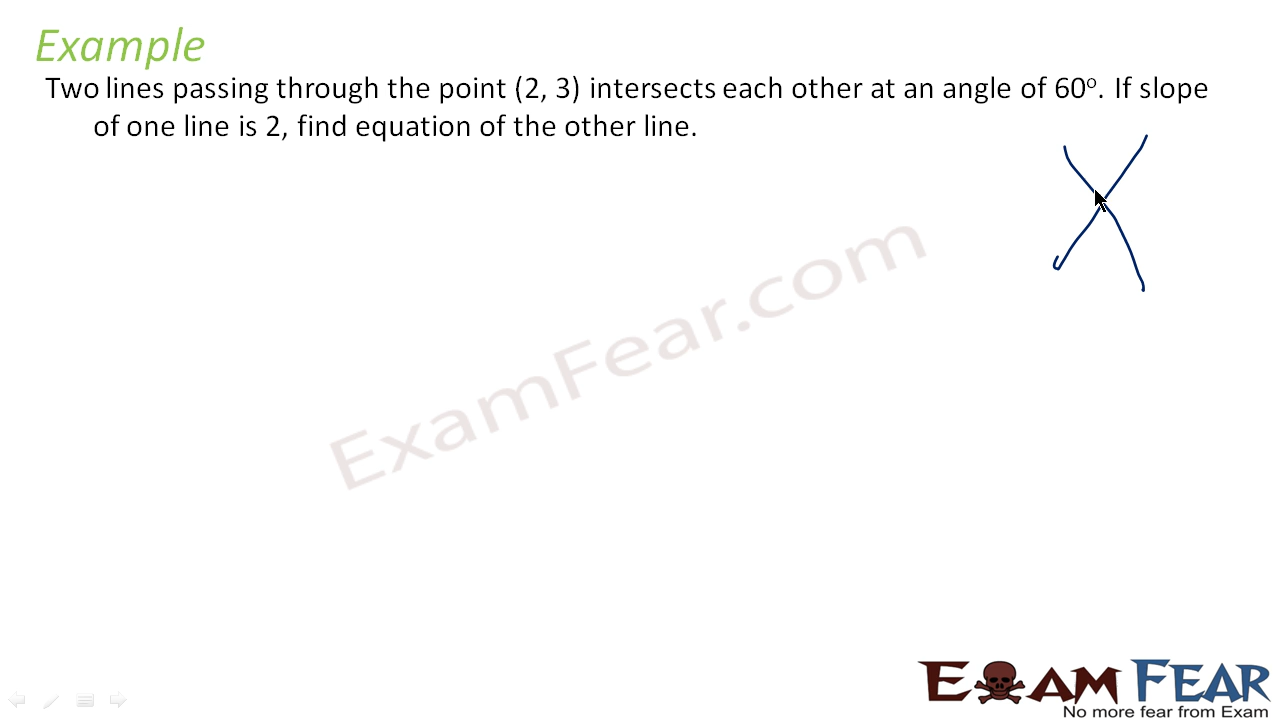 Example
Two lines passing through the point (2, 3) intersects each other at an angle of 60°. If slope
of one line is 2, find equation of the other line.
ExamFear.com
EXAM FEAR
No more fear from Exam